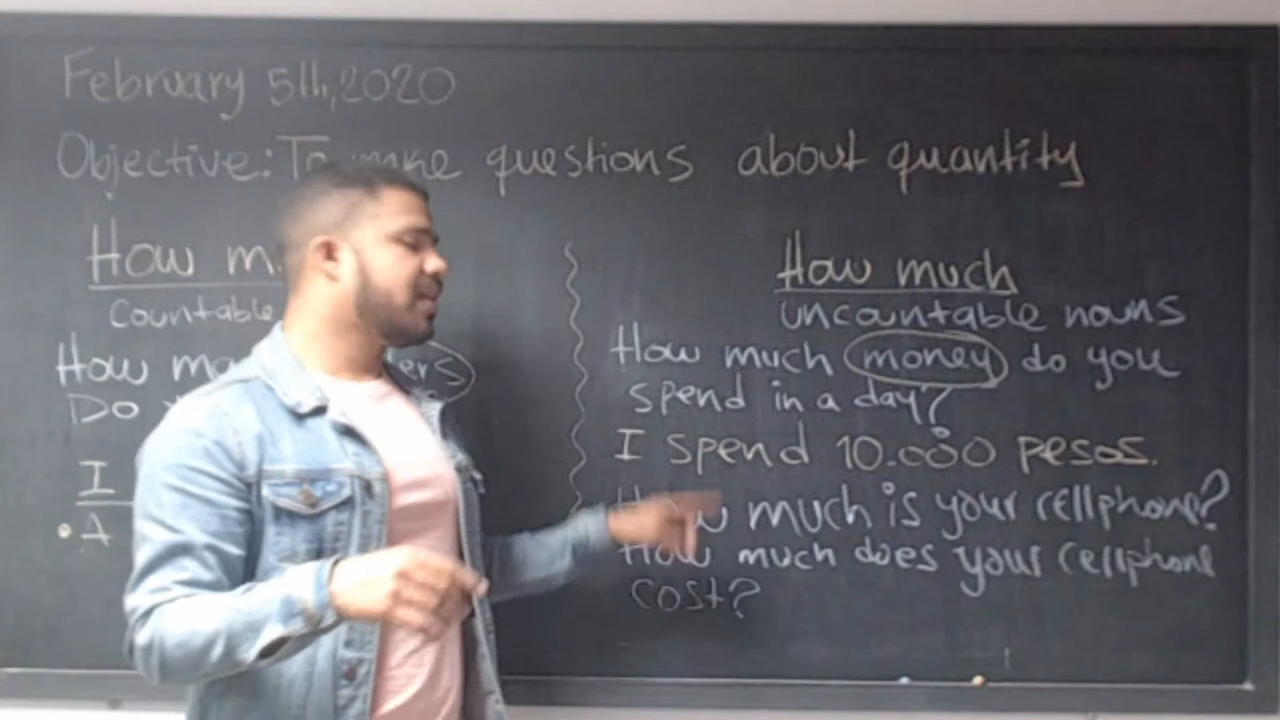 February 5th, 2020
Objective: To make questions about quantity
How
Countable
How
Do
I
• A
How much
uncountable nouns
How much money do you
spend in a day?
I spend 10.000 pesos.
How much is your cellphone?
How much does your cellphone
cost?